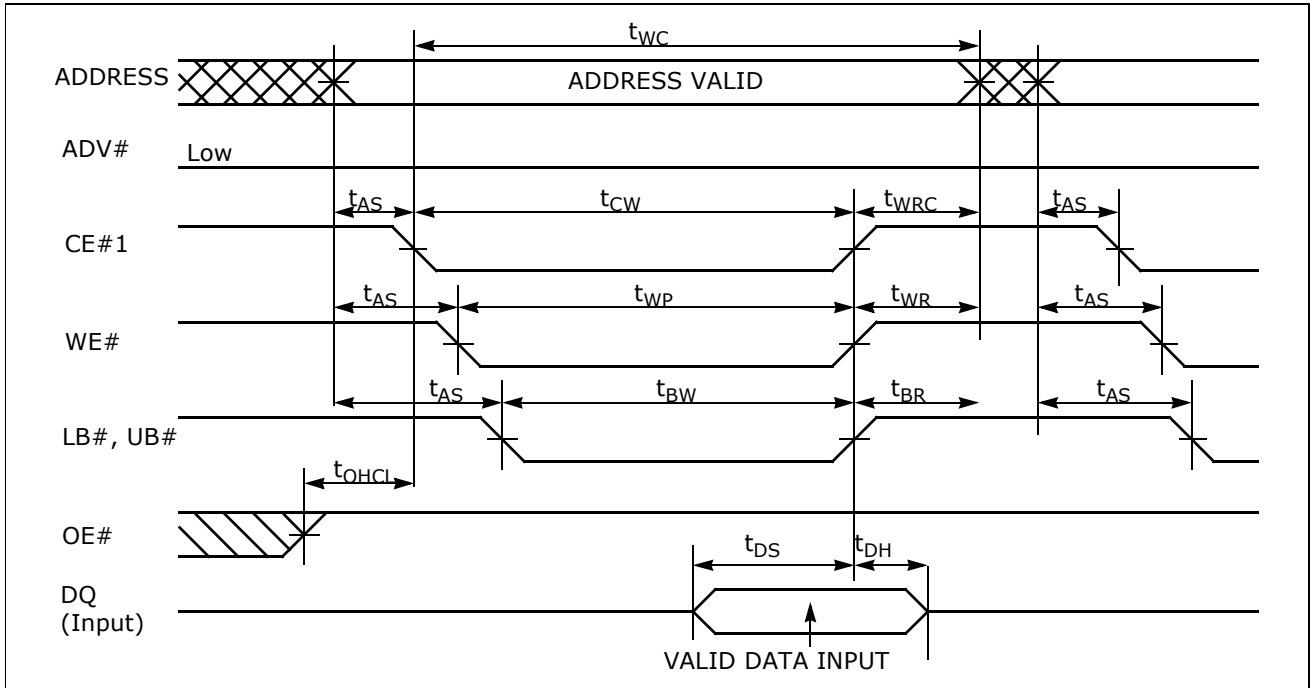 tWC
ADDRESS ADDRESS VALID
ADV# Low
tAS tCW tWRC tAS
CE#1
tAS tWP tWR tAS
WE#
tAS tBW tBR tAS
LB#, UB#
tOHCL
OE#
tDS tDH
DQ
(Input)
VALID DATA INPUT